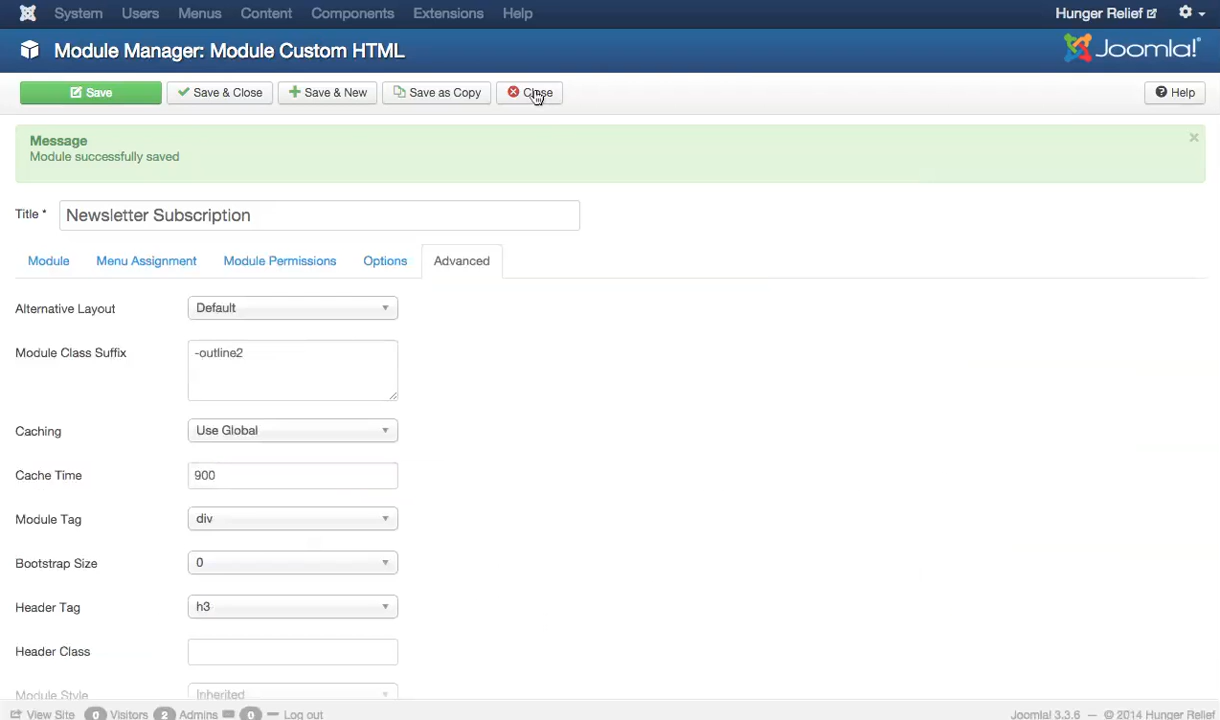 System Users Menus Content Components Extensions Help Hunger Relief
Module Manager: Module Custom HTML Joomla!®
Save Save & Close Save & New Save as Copy Close Help
Message ×
Module successfully saved
Title * Newsletter Subscription
Module Menu Assignment Module Permissions Options Advanced
Alternative Layout Default
Module Class Suffix -outline2
Caching Use Global
Cache Time 900
Module Tag div
Bootstrap Size 0
Header Tag h3
Header Class
Module Style Inherited
View Site 0 Visitors 2 Admins 0 Log out Joomla! 3.3.6 — © 2014 Hunger Relief